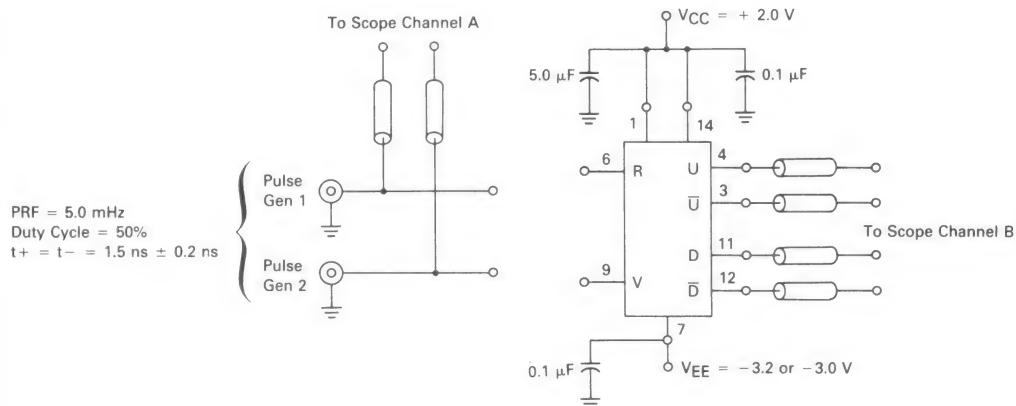 To Scope Channel A
VCC = + 2.0 V
5.0 μF
0.1 μF
1
14
6
R
U
4
Ū
3
Pulse
Gen 1
PRF = 5.0 mHz
Duty Cycle = 50%
t+ = t− = 1.5 ns ± 0.2 ns
To Scope Channel B
D
11
Pulse
Gen 2
9
V
D̄
12
7
0.1 μF
VEE = −3.2 or −3.0 V